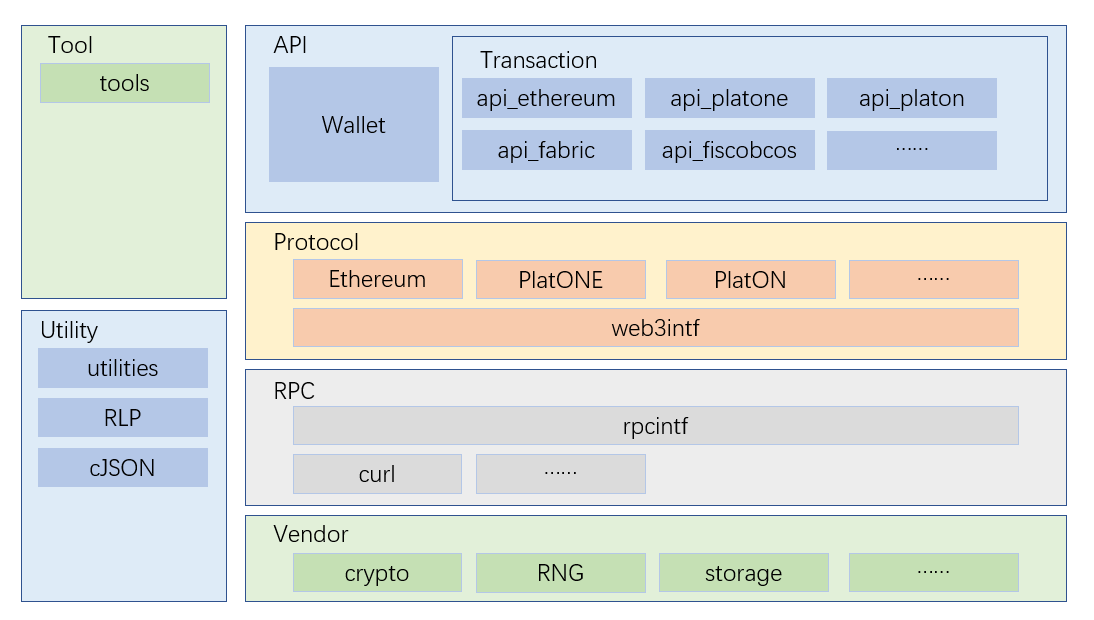 Tool
tools
Utility
utilities
RLP
cJSON
API
Wallet
Transaction
api_ethereum api_platone api_platon
api_fabric api_fiscobcos ······
Protocol
Ethereum PlatONE PlatON ······
web3intf
RPC
rpcintf
curl ······
Vendor
crypto RNG storage ······